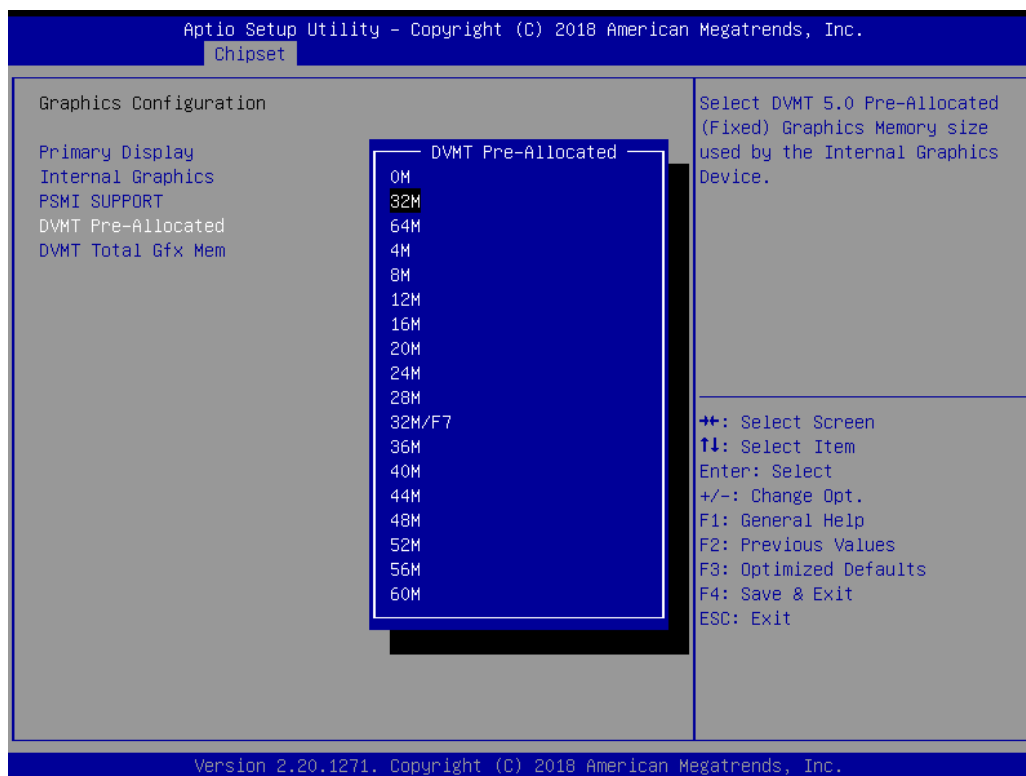 Aptio Setup Utility – Copyright (C) 2018 American Megatrends, Inc.
Chipset
Graphics Configuration
Primary Display
Internal Graphics
PSMI SUPPORT
DVMT Pre-Allocated
DVMT Total Gfx Mem
DVMT Pre-Allocated
0M
32M
64M
4M
8M
12M
16M
20M
24M
28M
32M/F7
36M
40M
44M
48M
52M
56M
60M
Select DVMT 5.0 Pre-Allocated
(Fixed) Graphics Memory size
used by the Internal Graphics
Device.
→←: Select Screen
↑↓: Select Item
Enter: Select
+/-: Change Opt.
F1: General Help
F2: Previous Values
F3: Optimized Defaults
F4: Save & Exit
ESC: Exit
Version 2.20.1271. Copyright (C) 2018 American Megatrends, Inc.